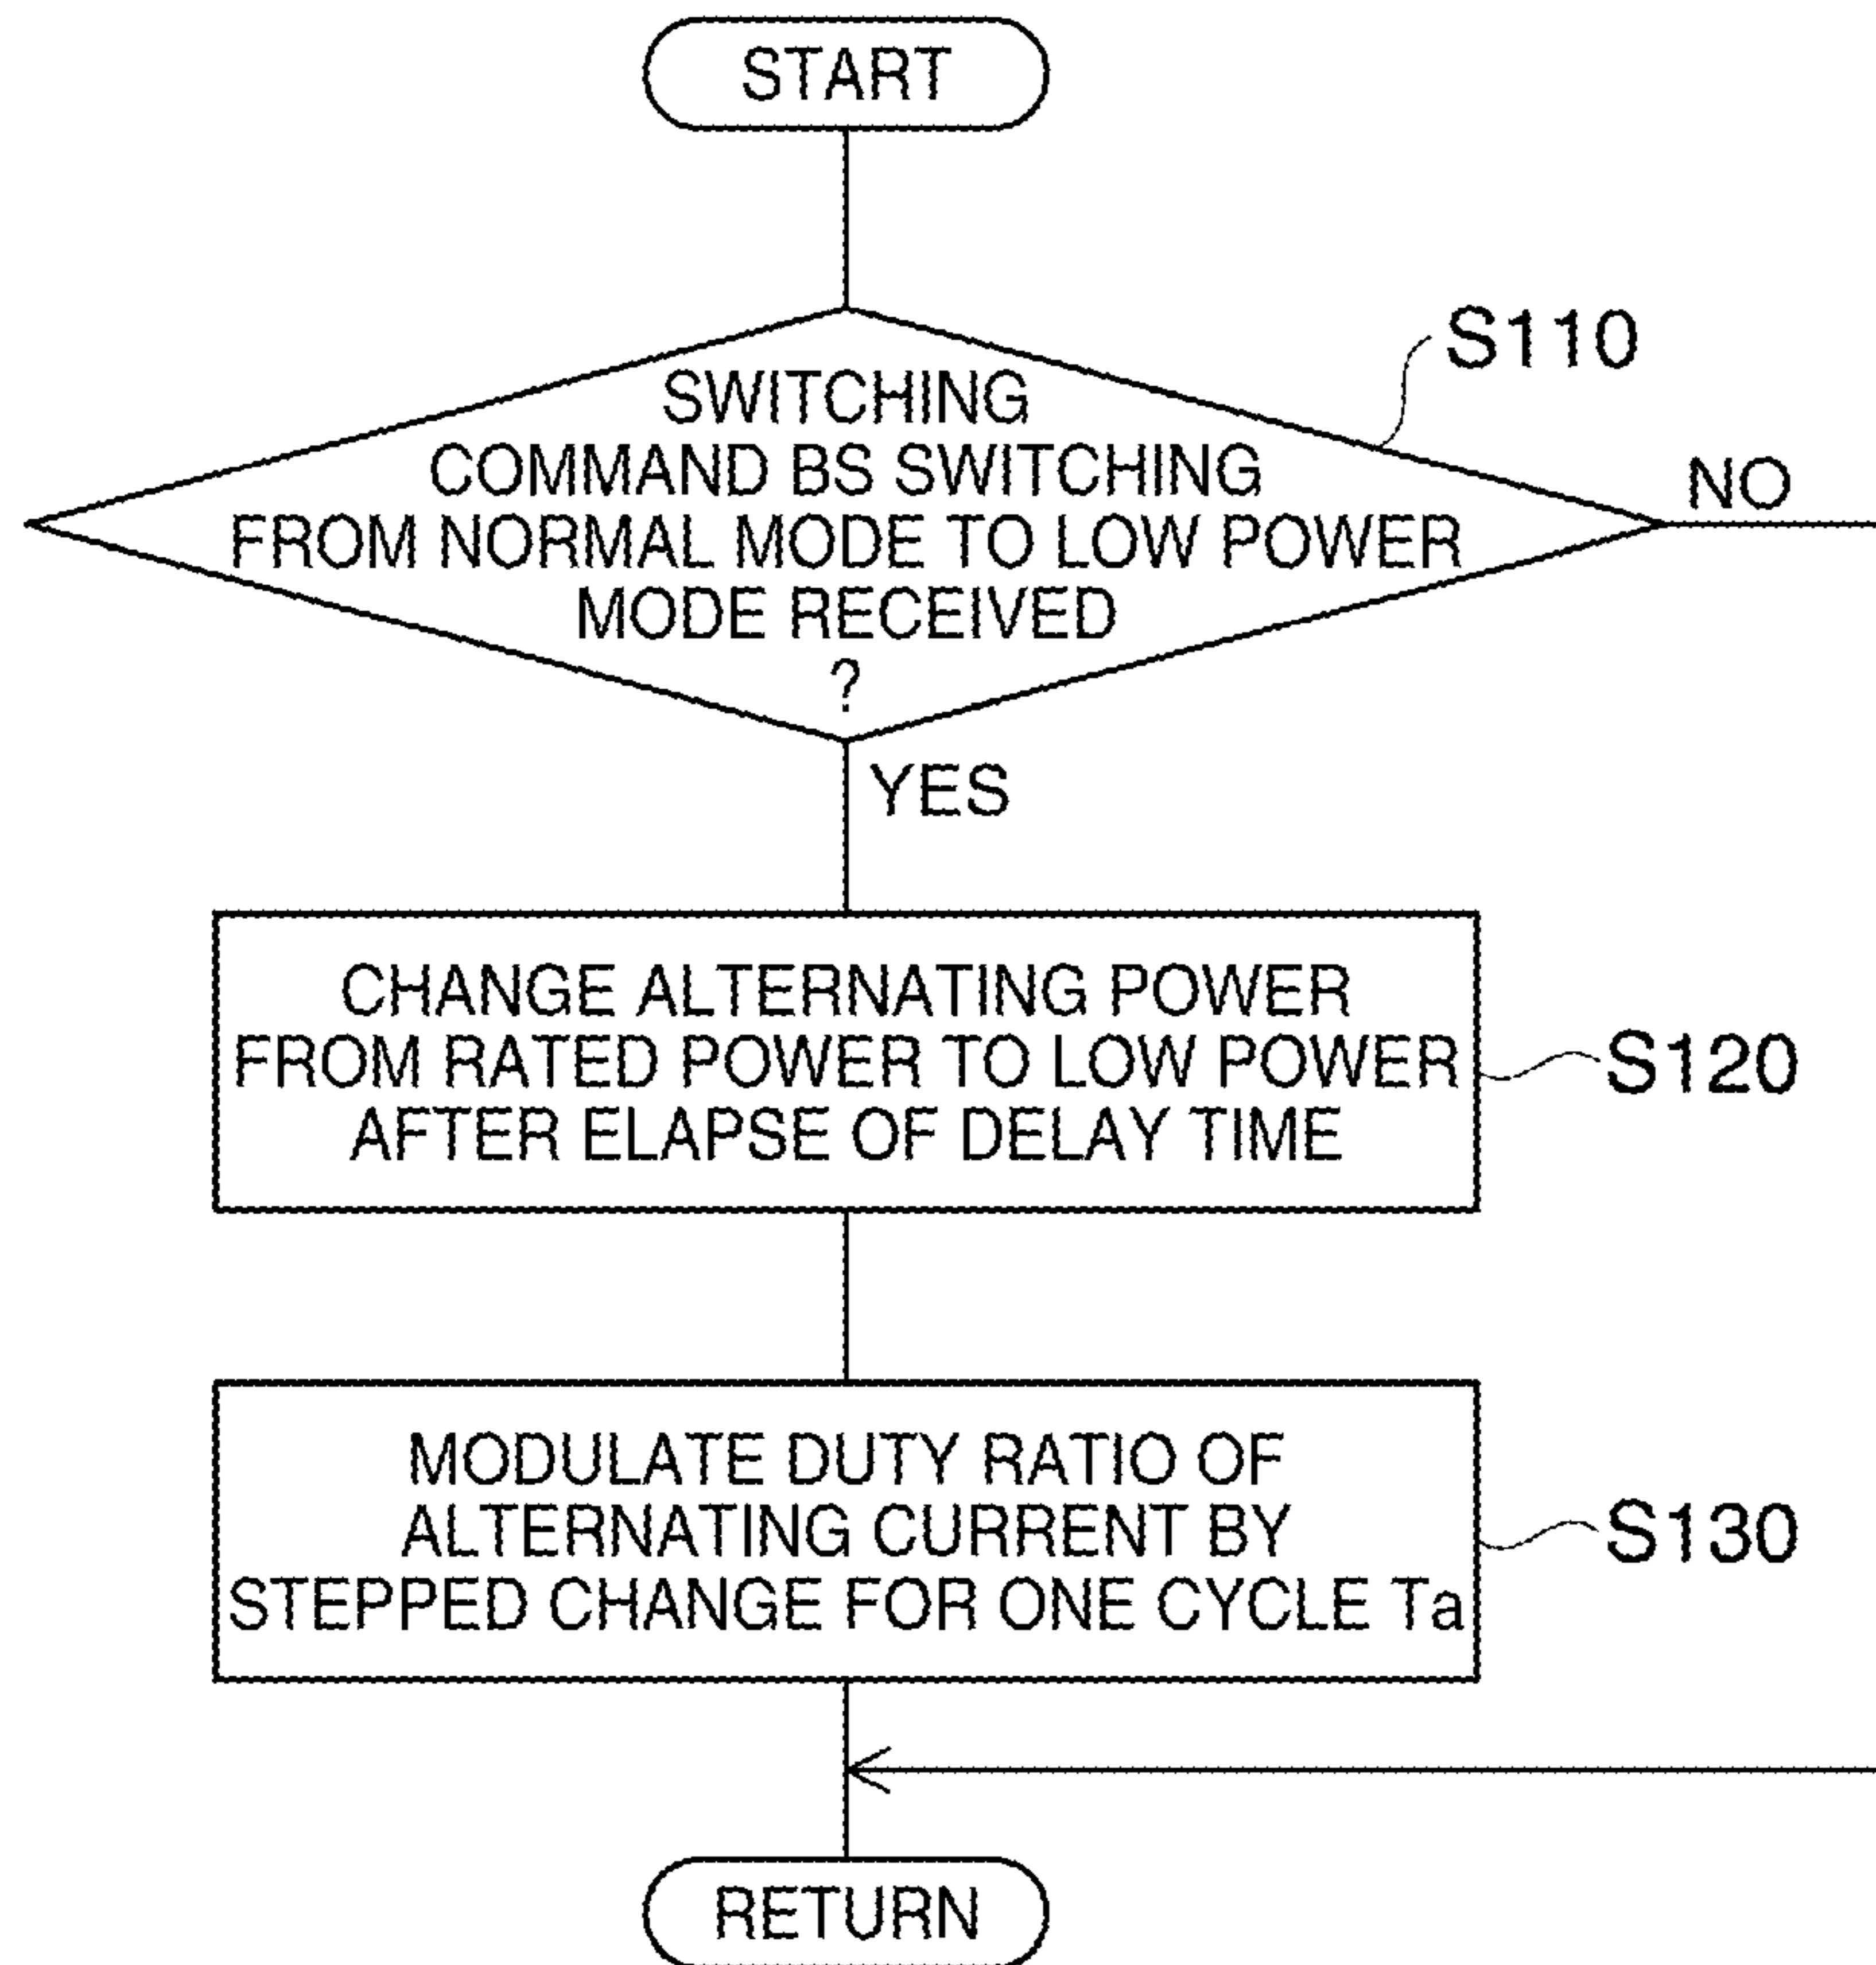 START
S110
SWITCHING
COMMAND BS SWITCHING
FROM NORMAL MODE TO LOW POWER
MODE RECEIVED
?
NO
YES
CHANGE ALTERNATING POWER
FROM RATED POWER TO LOW POWER
AFTER ELAPSE OF DELAY TIME
S120
MODULATE DUTY RATIO OF
ALTERNATING CURRENT BY
STEPPED CHANGE FOR ONE CYCLE Ta
S130
RETURN